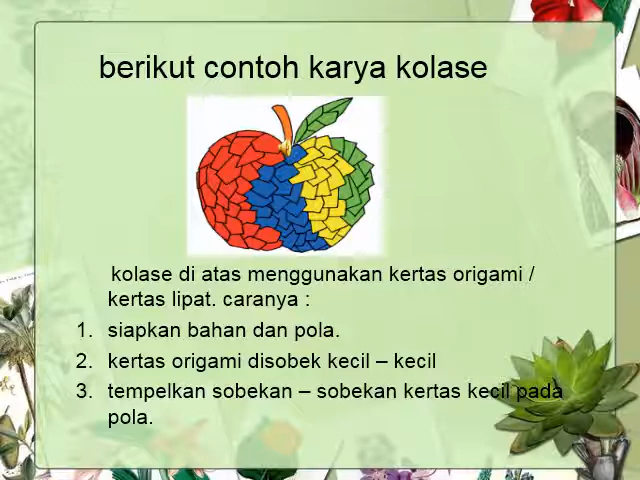 berikut contoh karya kolase
kolase di atas menggunakan kertas origami /
kertas lipat. caranya :
1. siapkan bahan dan pola.
2. kertas origami disobek kecil – kecil
3. tempelkan sobekan – sobekan kertas kecil pada
pola.